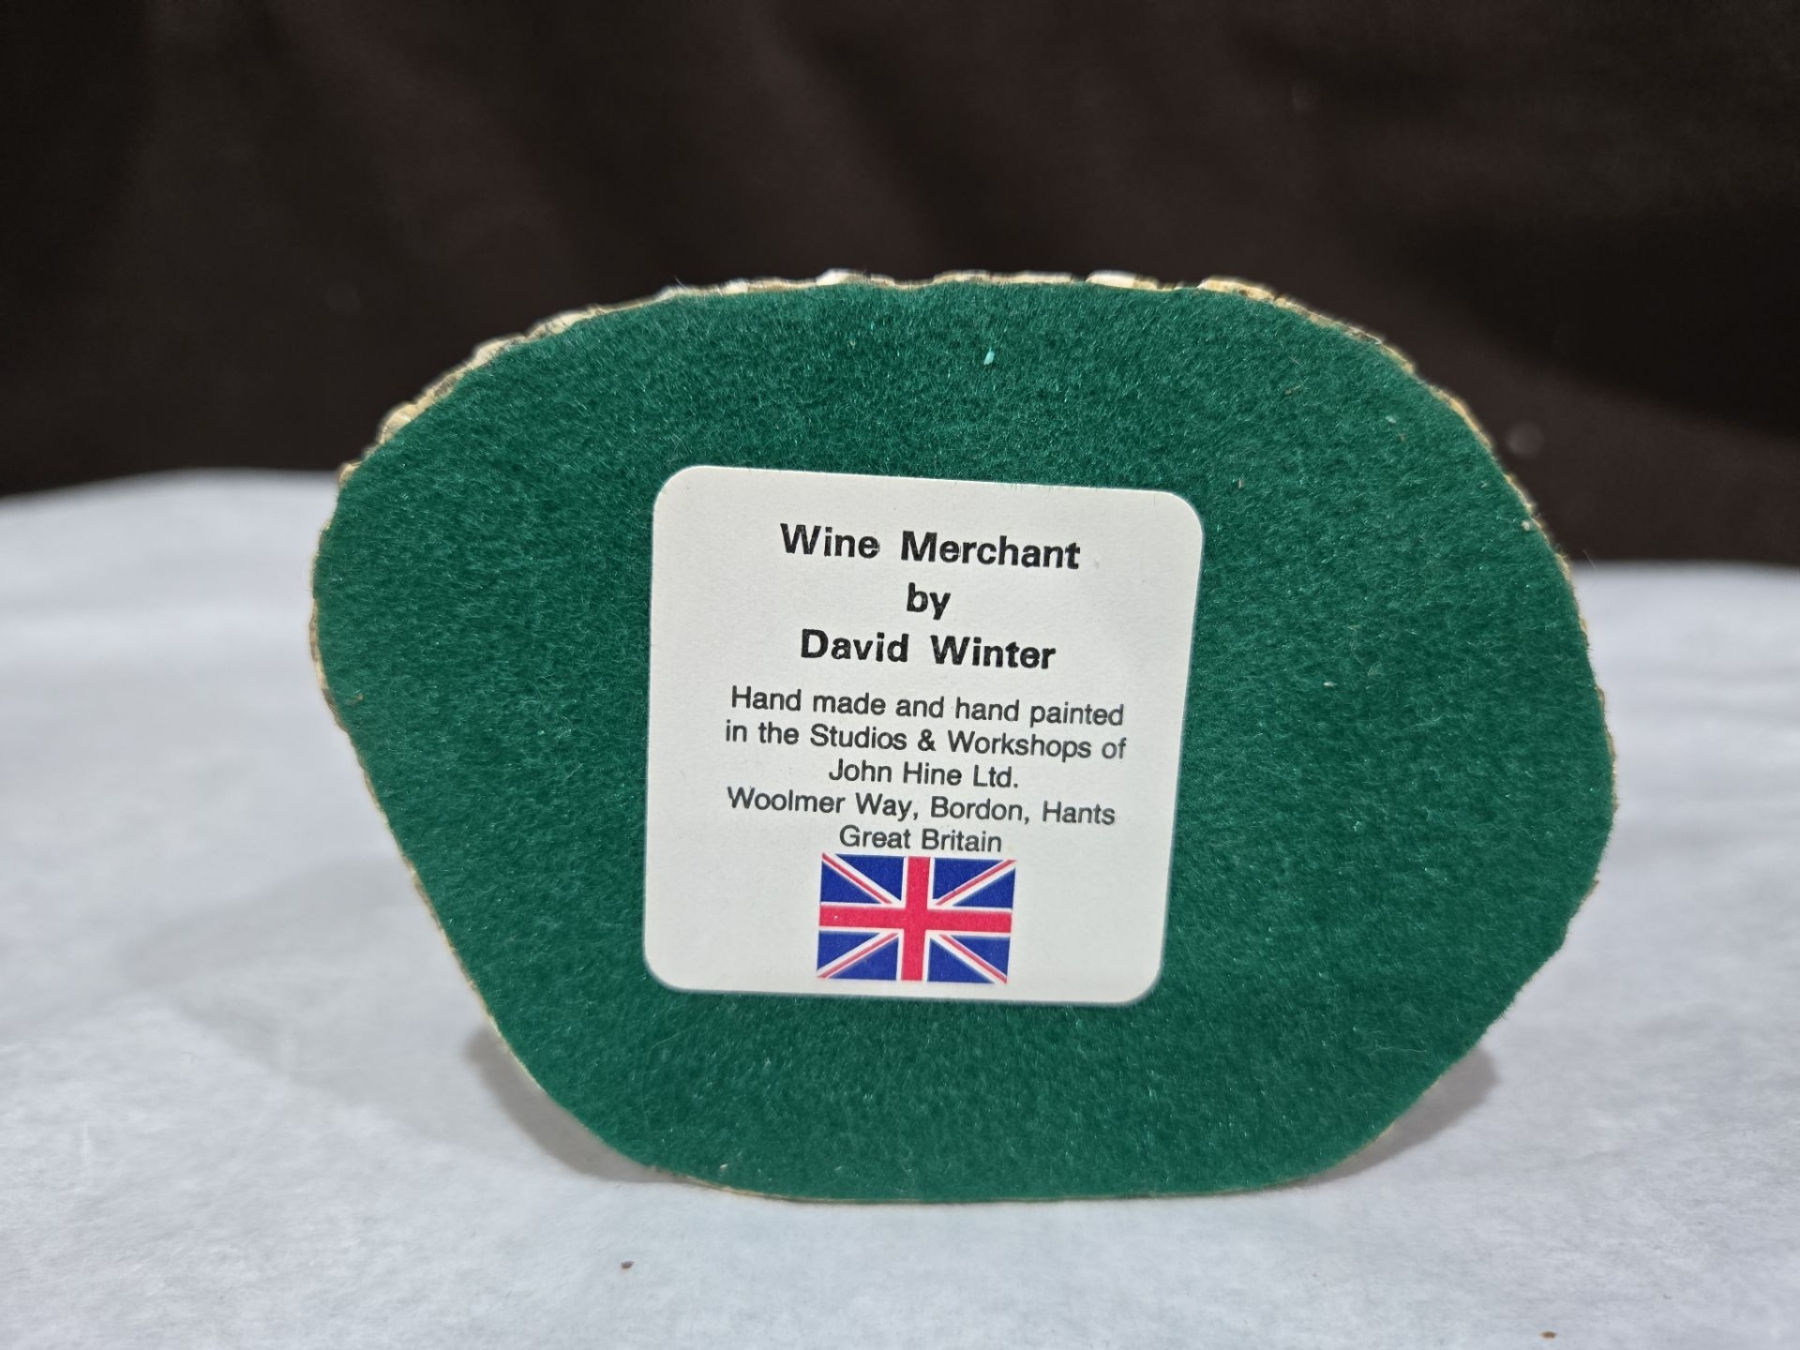 Wine Merchant
by
David Winter
Hand made and hand painted
in the Studios & Workshops of
John Hine Ltd.
Woolmer Way, Bordon, Hants
Great Britain